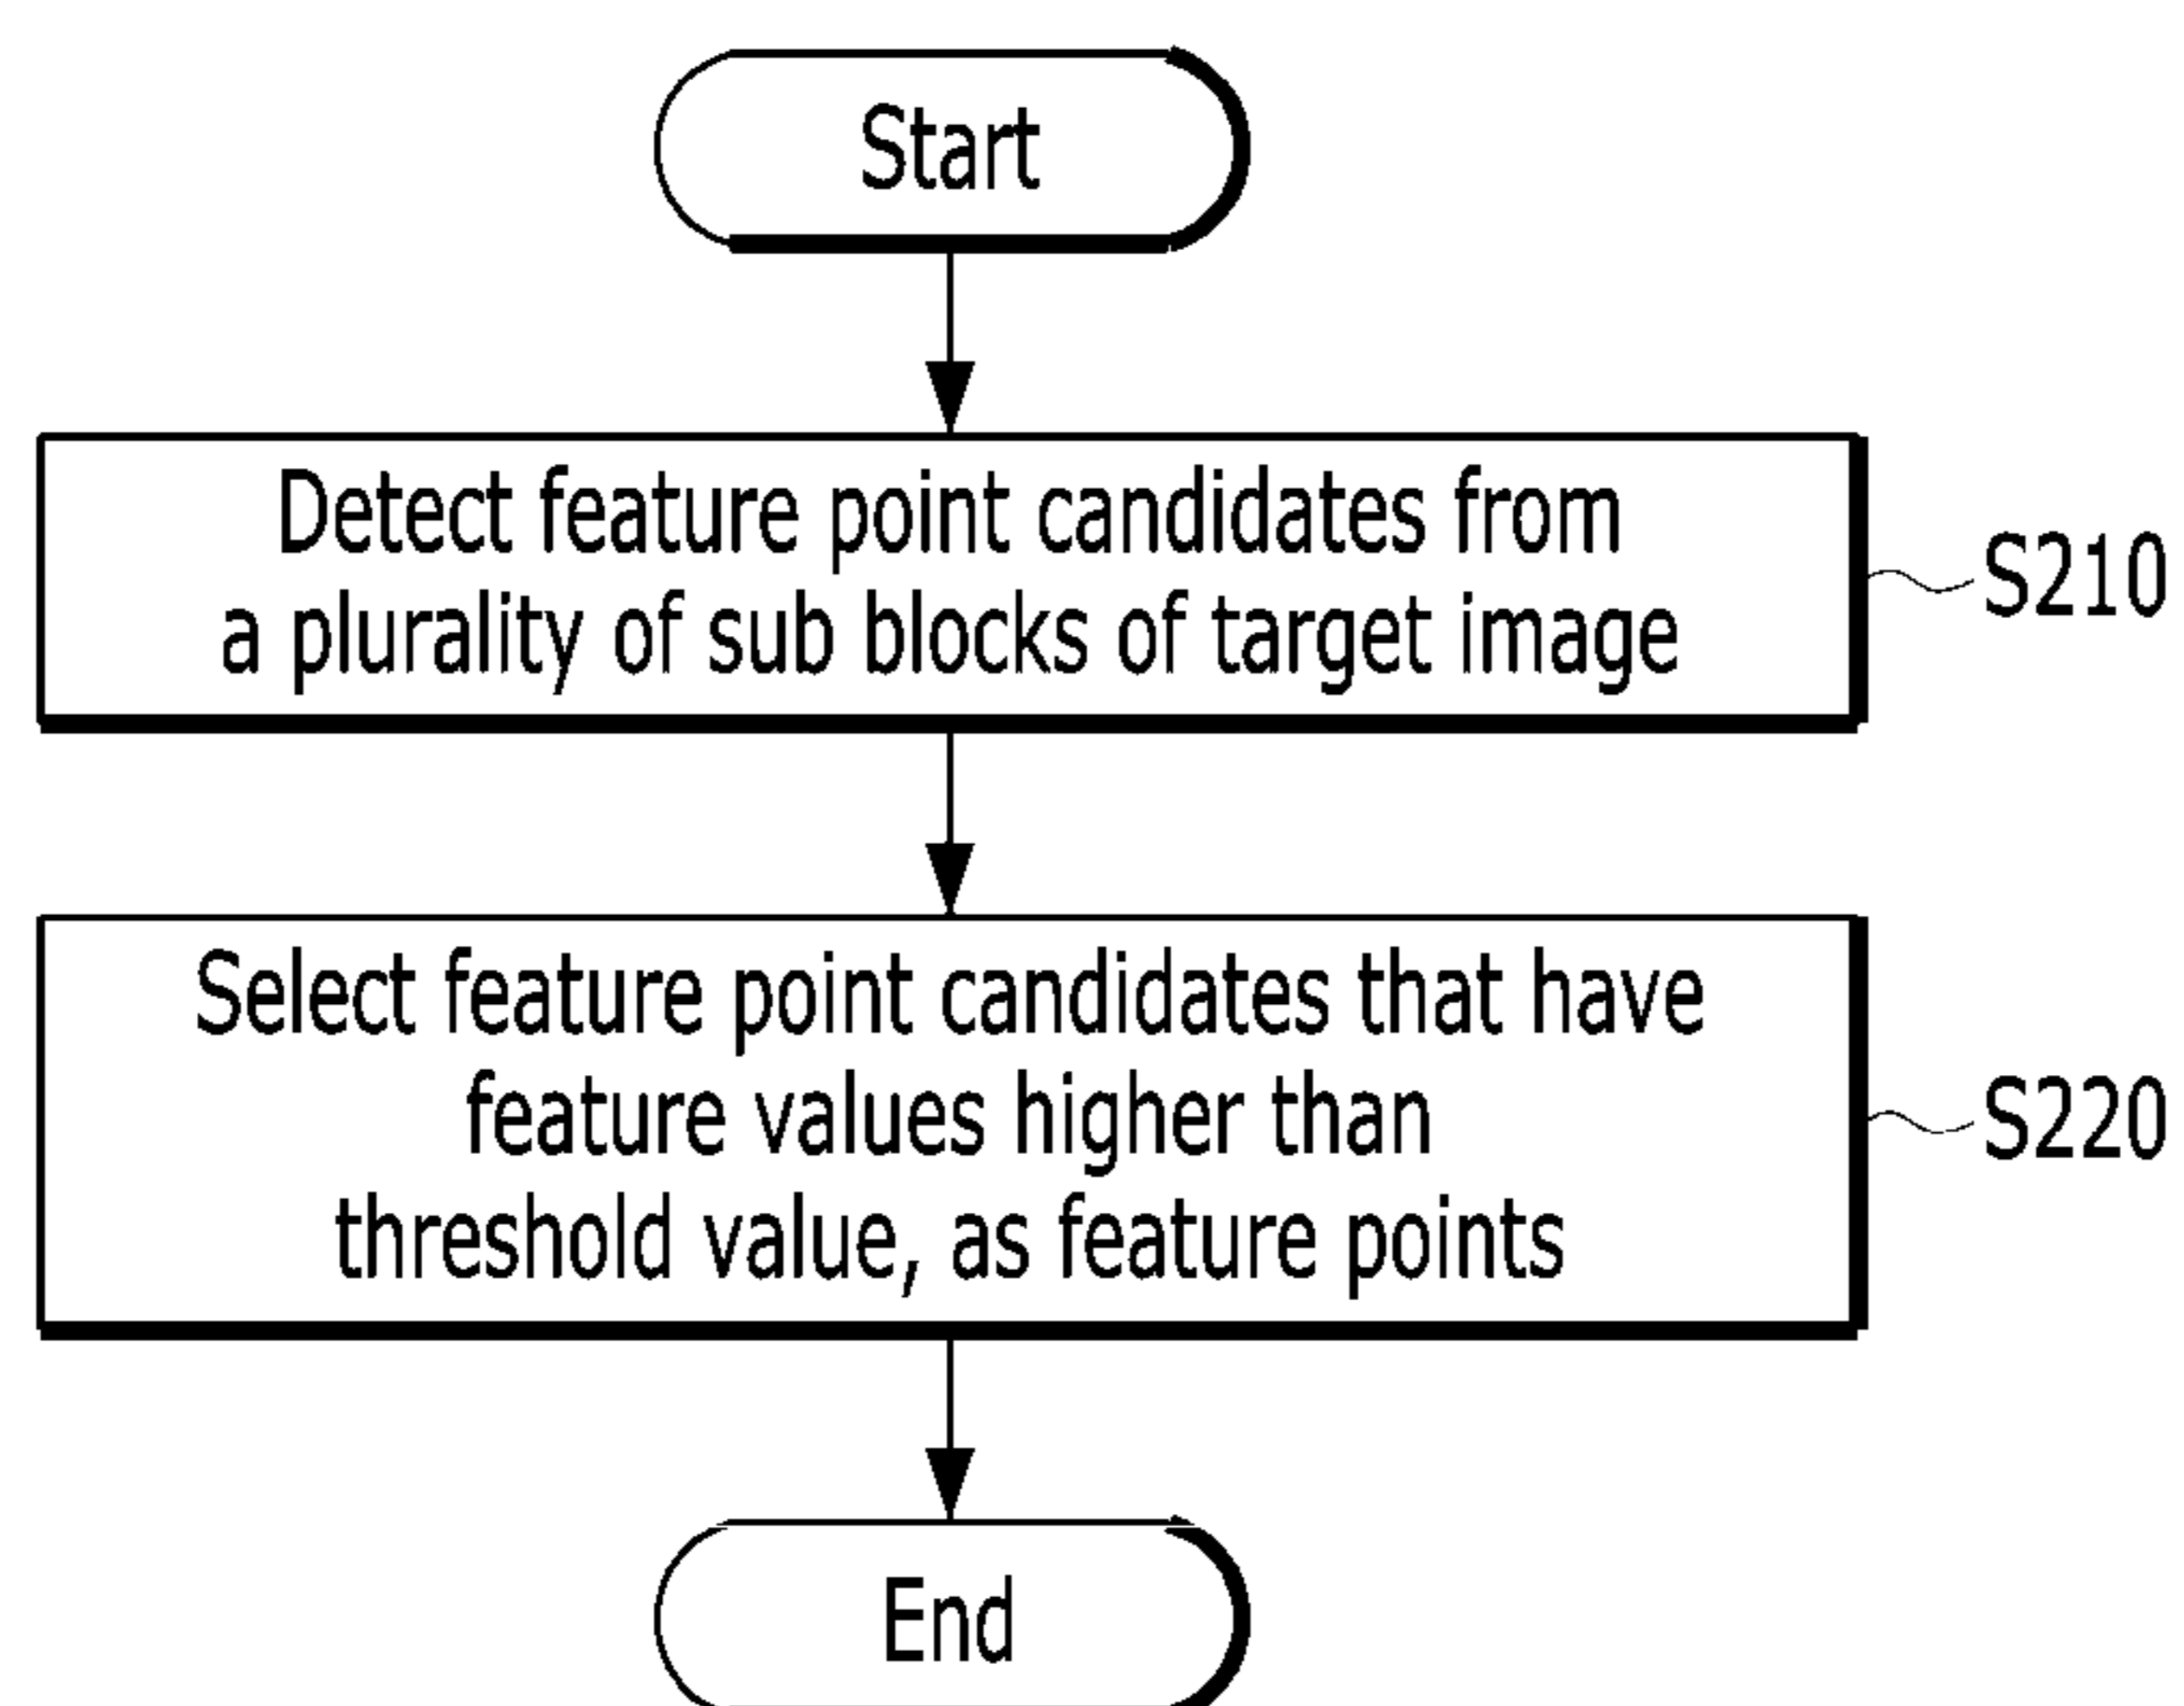 Start
Detect feature point candidates from
a plurality of sub blocks of target image
S210
Select feature point candidates that have
feature values higher than
threshold value, as feature points
S220
End